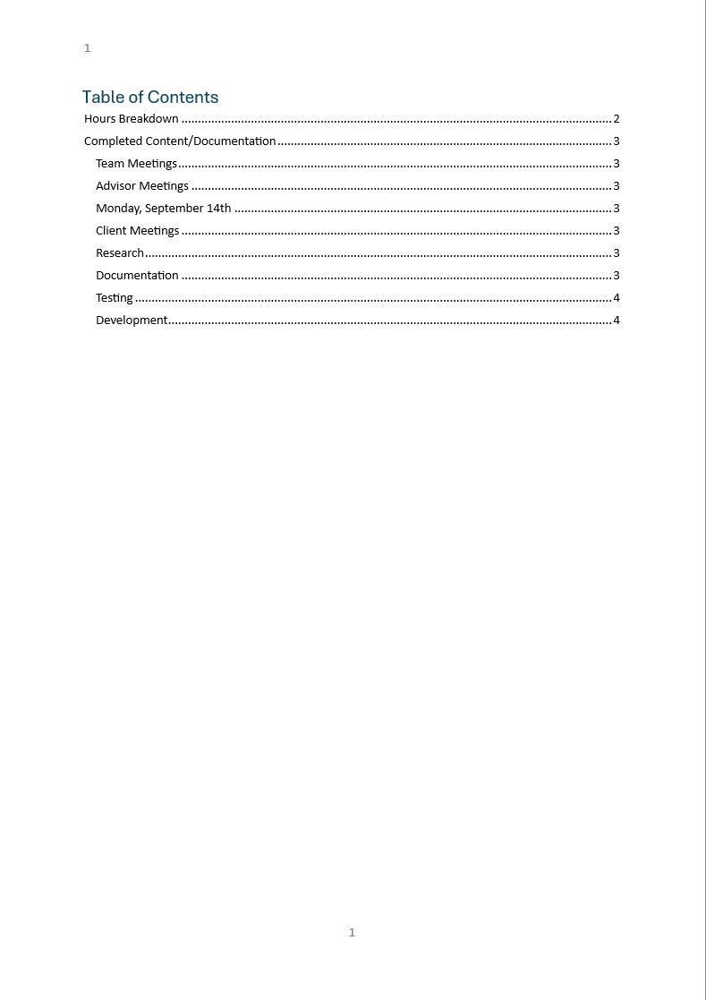 1
Table of Contents
Hours Breakdown ........................................................................................................................ 2
Completed Content/Documentation ........................................................................................................................ 3
Team Meetings ........................................................................................................................ 3
Advisor Meetings ........................................................................................................................ 3
Monday, September 14th ........................................................................................................................ 3
Client Meetings ........................................................................................................................ 3
Research ........................................................................................................................ 3
Documentation ........................................................................................................................ 3
Testing ........................................................................................................................ 4
Development ........................................................................................................................ 4
1